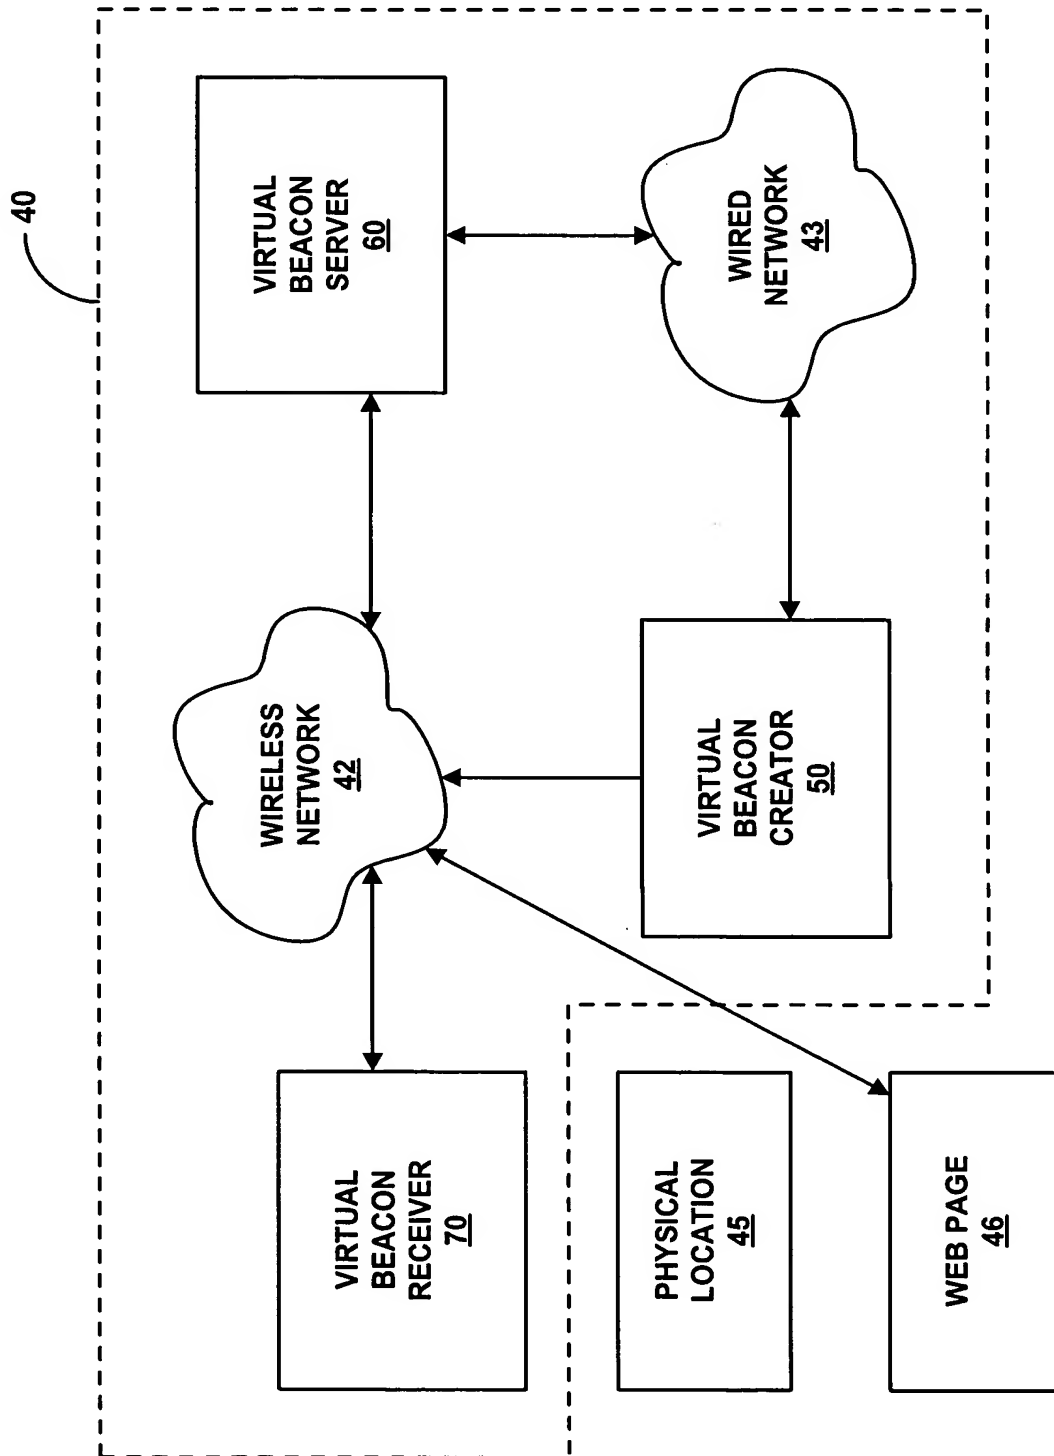 40
VIRTUAL
BEACON
RECEIVER
70
WIRELESS
NETWORK
42
VIRTUAL
BEACON
SERVER
60
PHYSICAL
LOCATION
45
VIRTUAL
BEACON
CREATOR
50
WIRED
NETWORK
43
WEB PAGE
46